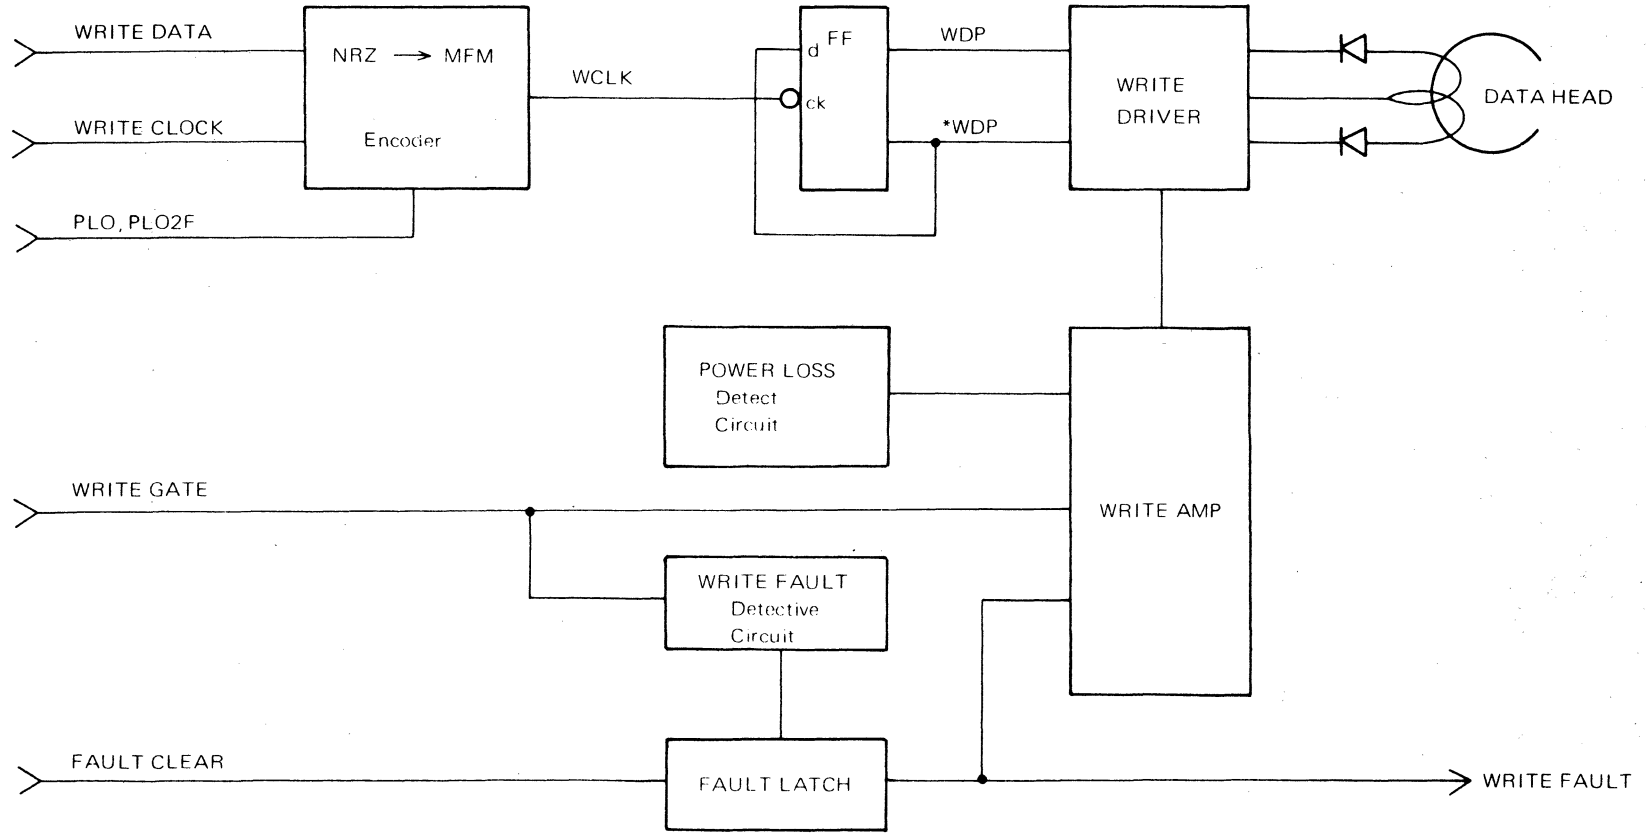 WRITE DATA
NRZ → MFM
Encoder
WRITE CLOCK
PLO, PLO2F
WCLK
d FF
ck
WDP
*WDP
WRITE
DRIVER
DATA HEAD
POWER LOSS
Detect
Circuit
WRITE GATE
WRITE AMP
WRITE FAULT
Detective
Circuit
FAULT CLEAR
FAULT LATCH
WRITE FAULT